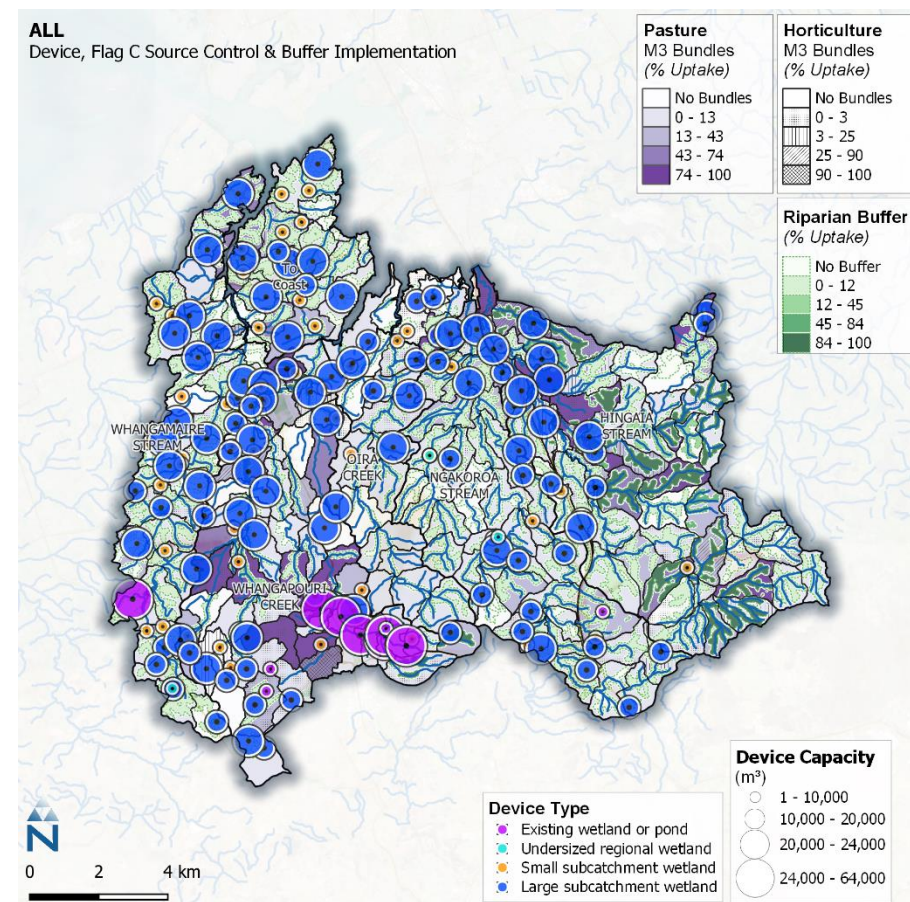 ALL
Device, Flag C Source Control & Buffer Implementation
Pasture
M3 Bundles
(% Uptake)
No Bundles
0 - 13
13 - 43
43 - 74
74 - 100
Horticulture
M3 Bundles
(% Uptake)
No Bundles
0 - 3
3 - 25
25 - 90
90 - 100
Riparian Buffer
(% Uptake)
No Buffer
0 - 12
12 - 45
45 - 84
84 - 100
To
Coast
WHANGAMAIRE
STREAM
OIRA
CREEK
NGAKOROA
STREAM
HINGAIA
STREAM
WHANGAPOURI
CREEK
N
0 2 4 km
Device Type
Existing wetland or pond
Undersized regional wetland
Small subcatchment wetland
Large subcatchment wetland
Device Capacity
(m³)
1 - 10,000
10,000 - 20,000
20,000 - 24,000
24,000 - 64,000